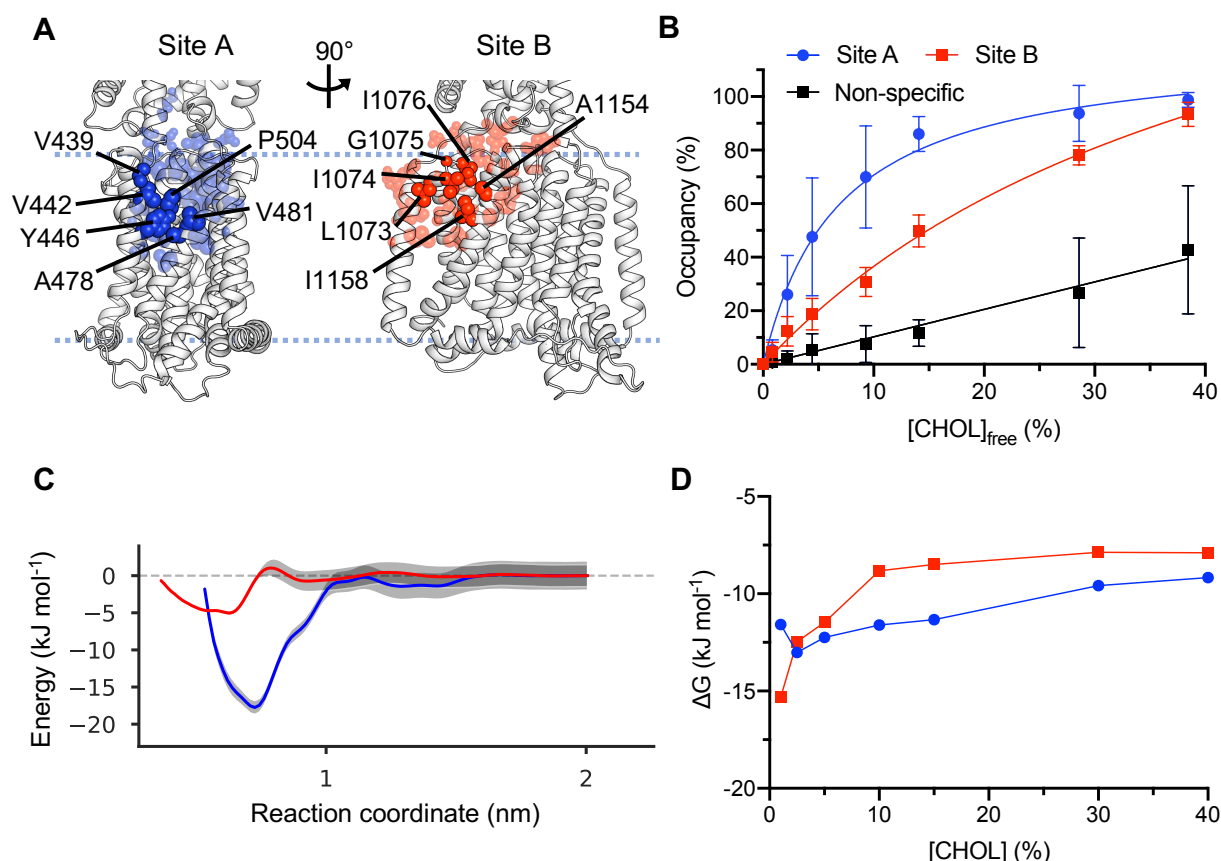 A
Site A
90°
Site B
V439
P504
V442
V481
Y446
A478
I1076
A1154
G1075
I1074
L1073
I1158
B
Site A
Site B
Non-specific
100
80
60
40
20
0
Occupancy (%)
0
10
20
30
40
[CHOL]free (%)
C
0
−5
−10
−15
−20
Energy (kJ mol⁻¹)
1
2
Reaction coordinate (nm)
D
-5
-10
-15
-20
ΔG (kJ mol⁻¹)
0
10
20
30
40
[CHOL] (%)